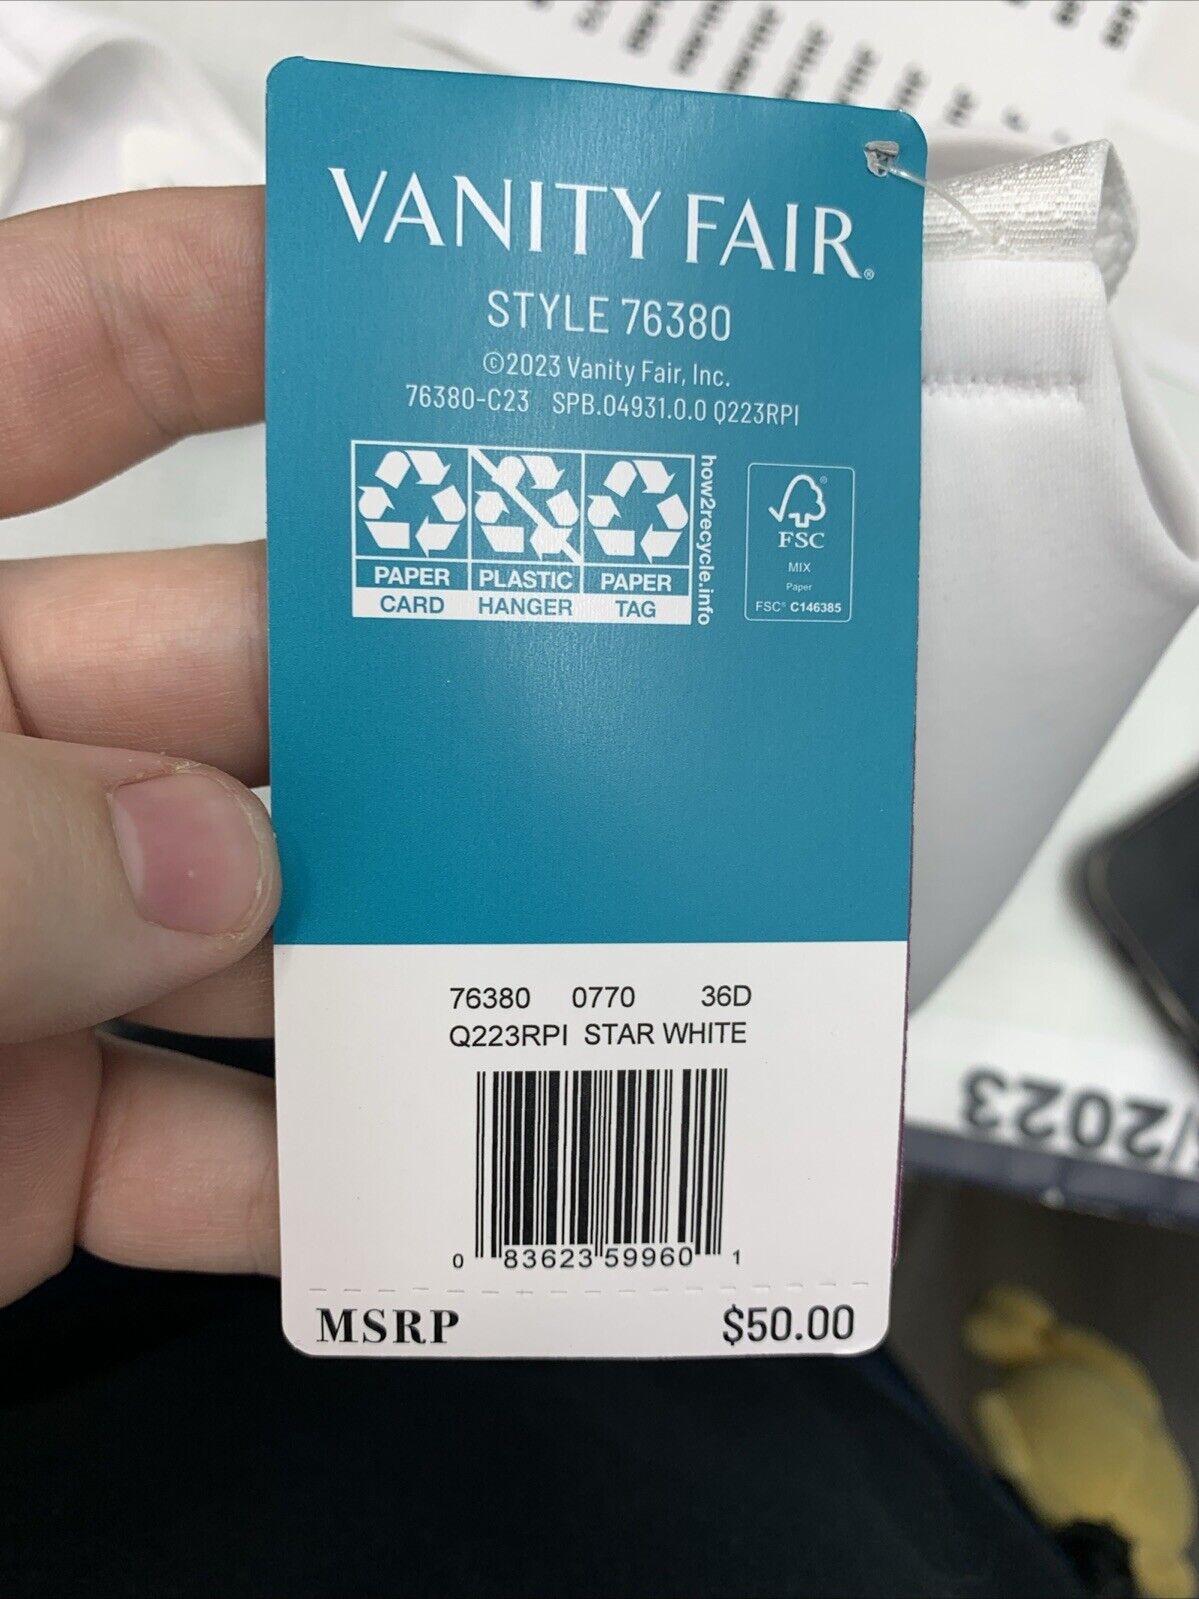 VANITY FAIR®
STYLE 76380
©2023 Vanity Fair, Inc.
76380-C23 SPB.04931.0.0 Q223RPI
PAPER PLASTIC PAPER
CARD HANGER TAG
how2recycle.info
®
FSC
MIX
Paper
FSC® C146385
76380 0770 36D
Q223RPI STAR WHITE
0 83623 59960 1
MSRP $50.00
/2023